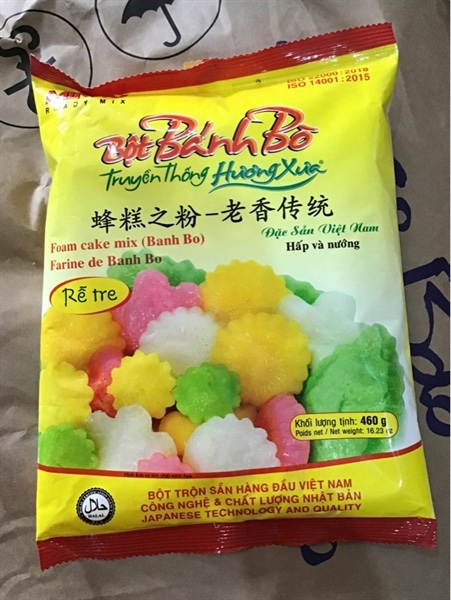 READY MIX
ISO 22000:2018
ISO 14001:2015
Bột Bánh Bò
Truyền Thống Hương Xưa
蜂糕之粉-老香传统
Foam cake mix (Banh Bo)
Farine de Banh Bo
Đặc Sản Việt Nam
Hấp và nướng
Rễ tre
Khối lượng tịnh: 460 g
Poids net / Net weight: 16.23 oz
BỘT TRỘN SẴN HÀNG ĐẦU VIỆT NAM
CÔNG NGHỆ & CHẤT LƯỢNG NHẬT BẢN
JAPANESE TECHNOLOGY AND QUALITY
حلال
HALAL